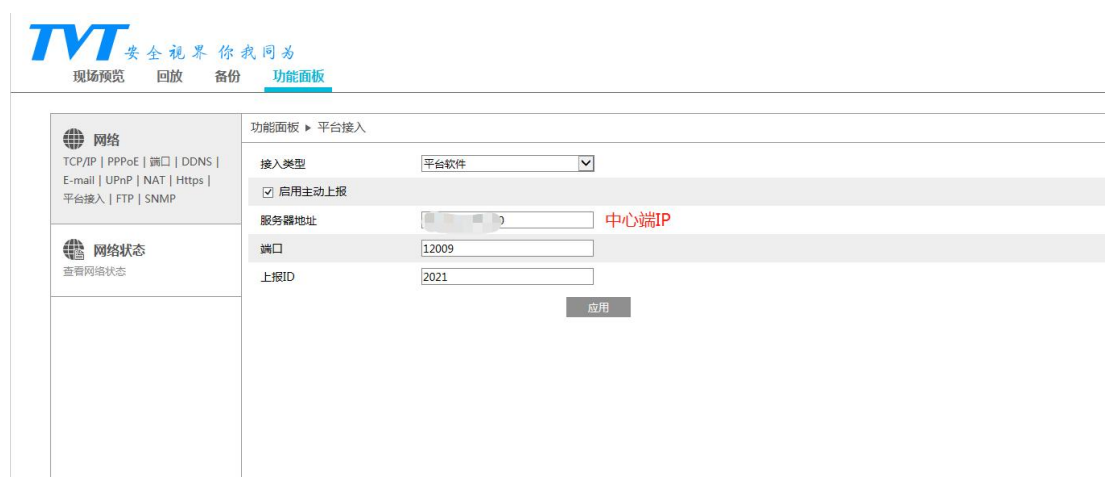 TVT 安全视界 你我同为
现场预览 回放 备份 功能面板
网络
TCP/IP | PPPoE | 端口 | DDNS |
E-mail | UPnP | NAT | Https |
平台接入 | FTP | SNMP
网络状态
查看网络状态
功能面板 ▶ 平台接入
接入类型 平台软件
启用主动上报
服务器地址 中心端IP
端口 12009
上报ID 2021
应用